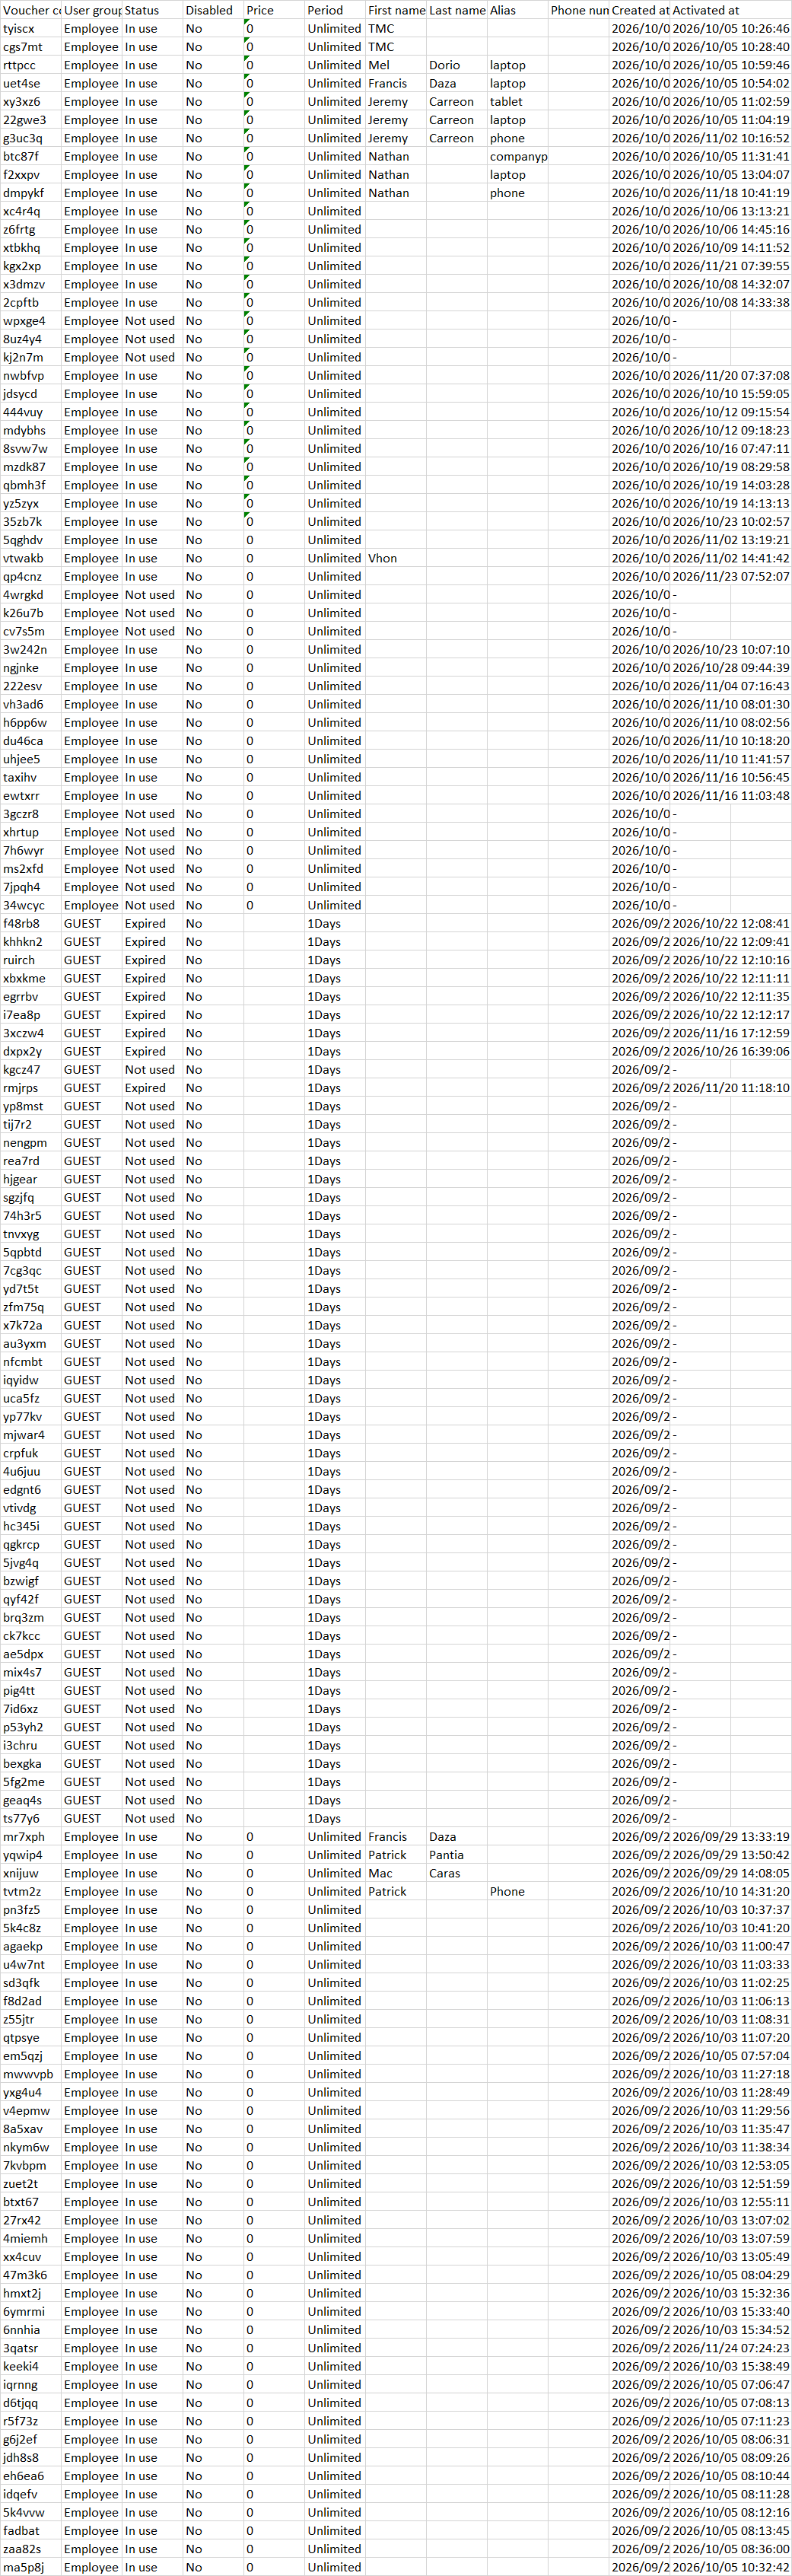 Voucher co User group Status Disabled Price Period First name Last name Alias Phone num Created at Activated at
tyiscx Employee In use No 0 Unlimited TMC 2026/10/0 2026/10/05 10:26:46
cgs7mt Employee In use No 0 Unlimited TMC 2026/10/0 2026/10/05 10:28:40
rttpcc Employee In use No 0 Unlimited Mel Dorio laptop 2026/10/0 2026/10/05 10:59:46
uet4se Employee In use No 0 Unlimited Francis Daza laptop 2026/10/0 2026/10/05 10:54:02
xy3xz6 Employee In use No 0 Unlimited Jeremy Carreon tablet 2026/10/0 2026/10/05 11:02:59
22gwe3 Employee In use No 0 Unlimited Jeremy Carreon laptop 2026/10/0 2026/10/05 11:04:19
g3uc3q Employee In use No 0 Unlimited Jeremy Carreon phone 2026/10/0 2026/11/02 10:16:52
btc87f Employee In use No 0 Unlimited Nathan companyp 2026/10/0 2026/10/05 11:31:41
f2xxpv Employee In use No 0 Unlimited Nathan laptop 2026/10/0 2026/10/05 13:04:07
dmpykf Employee In use No 0 Unlimited Nathan phone 2026/10/0 2026/11/18 10:41:19
xc4r4q Employee In use No 0 Unlimited 2026/10/0 2026/10/06 13:13:21
z6frtg Employee In use No 0 Unlimited 2026/10/0 2026/10/06 14:45:16
xtbkhq Employee In use No 0 Unlimited 2026/10/0 2026/10/09 14:11:52
kgx2xp Employee In use No 0 Unlimited 2026/10/0 2026/11/21 07:39:55
x3dmzv Employee In use No 0 Unlimited 2026/10/0 2026/10/08 14:32:07
2cpftb Employee In use No 0 Unlimited 2026/10/0 2026/10/08 14:33:38
wpxge4 Employee Not used No 0 Unlimited 2026/10/0 -
8uz4y4 Employee Not used No 0 Unlimited 2026/10/0 -
kj2n7m Employee Not used No 0 Unlimited 2026/10/0 -
nwbfvp Employee In use No 0 Unlimited 2026/10/0 2026/11/20 07:37:08
jdsycd Employee In use No 0 Unlimited 2026/10/0 2026/10/10 15:59:05
444vuy Employee In use No 0 Unlimited 2026/10/0 2026/10/12 09:15:54
mdybhs Employee In use No 0 Unlimited 2026/10/0 2026/10/12 09:18:23
8svw7w Employee In use No 0 Unlimited 2026/10/0 2026/10/16 07:47:11
mzdk87 Employee In use No 0 Unlimited 2026/10/0 2026/10/19 08:29:58
qbmh3f Employee In use No 0 Unlimited 2026/10/0 2026/10/19 14:03:28
yz5zyx Employee In use No 0 Unlimited 2026/10/0 2026/10/19 14:13:13
35zb7k Employee In use No 0 Unlimited 2026/10/0 2026/10/23 10:02:57
5qghdv Employee In use No 0 Unlimited 2026/10/0 2026/11/02 13:19:21
vtwakb Employee In use No 0 Unlimited Vhon 2026/10/0 2026/11/02 14:41:42
qp4cnz Employee In use No 0 Unlimited 2026/10/0 2026/11/23 07:52:07
4wrgkd Employee Not used No 0 Unlimited 2026/10/0 -
k26u7b Employee Not used No 0 Unlimited 2026/10/0 -
cv7s5m Employee Not used No 0 Unlimited 2026/10/0 -
3w242n Employee In use No 0 Unlimited 2026/10/0 2026/10/23 10:07:10
ngjnke Employee In use No 0 Unlimited 2026/10/0 2026/10/28 09:44:39
222esv Employee In use No 0 Unlimited 2026/10/0 2026/11/04 07:16:43
vh3ad6 Employee In use No 0 Unlimited 2026/10/0 2026/11/10 08:01:30
h6pp6w Employee In use No 0 Unlimited 2026/10/0 2026/11/10 08:02:56
du46ca Employee In use No 0 Unlimited 2026/10/0 2026/11/10 10:18:20
uhjee5 Employee In use No 0 Unlimited 2026/10/0 2026/11/10 11:41:57
taxihv Employee In use No 0 Unlimited 2026/10/0 2026/11/16 10:56:45
ewtxrr Employee In use No 0 Unlimited 2026/10/0 2026/11/16 11:03:48
3gczr8 Employee Not used No 0 Unlimited 2026/10/0 -
xhrtup Employee Not used No 0 Unlimited 2026/10/0 -
7h6wyr Employee Not used No 0 Unlimited 2026/10/0 -
ms2xfd Employee Not used No 0 Unlimited 2026/10/0 -
7jpqh4 Employee Not used No 0 Unlimited 2026/10/0 -
34wcyc Employee Not used No 0 Unlimited 2026/10/0 -
f48rb8 GUEST Expired No 1Days 2026/09/2 2026/10/22 12:08:41
khhkn2 GUEST Expired No 1Days 2026/09/2 2026/10/22 12:09:41
ruirch GUEST Expired No 1Days 2026/09/2 2026/10/22 12:10:16
xbxkme GUEST Expired No 1Days 2026/09/2 2026/10/22 12:11:11
egrrbv GUEST Expired No 1Days 2026/09/2 2026/10/22 12:11:35
i7ea8p GUEST Expired No 1Days 2026/09/2 2026/10/22 12:12:17
3xczw4 GUEST Expired No 1Days 2026/09/2 2026/11/16 17:12:59
dxpx2y GUEST Expired No 1Days 2026/09/2 2026/10/26 16:39:06
kgcz47 GUEST Not used No 1Days 2026/09/2 -
rmjrps GUEST Expired No 1Days 2026/09/2 2026/11/20 11:18:10
yp8mst GUEST Not used No 1Days 2026/09/2 -
tij7r2 GUEST Not used No 1Days 2026/09/2 -
nengpm GUEST Not used No 1Days 2026/09/2 -
rea7rd GUEST Not used No 1Days 2026/09/2 -
hjgear GUEST Not used No 1Days 2026/09/2 -
sgzjfq GUEST Not used No 1Days 2026/09/2 -
74h3r5 GUEST Not used No 1Days 2026/09/2 -
tnvxyg GUEST Not used No 1Days 2026/09/2 -
5qpbtd GUEST Not used No 1Days 2026/09/2 -
7cg3qc GUEST Not used No 1Days 2026/09/2 -
yd7t5t GUEST Not used No 1Days 2026/09/2 -
zfm75q GUEST Not used No 1Days 2026/09/2 -
x7k72a GUEST Not used No 1Days 2026/09/2 -
au3yxm GUEST Not used No 1Days 2026/09/2 -
nfcmbt GUEST Not used No 1Days 2026/09/2 -
iqyidw GUEST Not used No 1Days 2026/09/2 -
uca5fz GUEST Not used No 1Days 2026/09/2 -
yp77kv GUEST Not used No 1Days 2026/09/2 -
mjwar4 GUEST Not used No 1Days 2026/09/2 -
crpfuk GUEST Not used No 1Days 2026/09/2 -
4u6juu GUEST Not used No 1Days 2026/09/2 -
edgnt6 GUEST Not used No 1Days 2026/09/2 -
vtivdg GUEST Not used No 1Days 2026/09/2 -
hc345i GUEST Not used No 1Days 2026/09/2 -
qgkrcp GUEST Not used No 1Days 2026/09/2 -
5jvg4q GUEST Not used No 1Days 2026/09/2 -
bzwigf GUEST Not used No 1Days 2026/09/2 -
qyf42f GUEST Not used No 1Days 2026/09/2 -
brq3zm GUEST Not used No 1Days 2026/09/2 -
ck7kcc GUEST Not used No 1Days 2026/09/2 -
ae5dpx GUEST Not used No 1Days 2026/09/2 -
mix4s7 GUEST Not used No 1Days 2026/09/2 -
pig4tt GUEST Not used No 1Days 2026/09/2 -
7id6xz GUEST Not used No 1Days 2026/09/2 -
p53yh2 GUEST Not used No 1Days 2026/09/2 -
i3chru GUEST Not used No 1Days 2026/09/2 -
bexgka GUEST Not used No 1Days 2026/09/2 -
5fg2me GUEST Not used No 1Days 2026/09/2 -
geaq4s GUEST Not used No 1Days 2026/09/2 -
ts77y6 GUEST Not used No 1Days 2026/09/2 -
mr7xph Employee In use No 0 Unlimited Francis Daza 2026/09/2 2026/09/29 13:33:19
yqwip4 Employee In use No 0 Unlimited Patrick Pantia 2026/09/2 2026/09/29 13:50:42
xnijuw Employee In use No 0 Unlimited Mac Caras 2026/09/2 2026/09/29 14:08:05
tvtm2z Employee In use No 0 Unlimited Patrick Phone 2026/09/2 2026/10/10 14:31:20
pn3fz5 Employee In use No 0 Unlimited 2026/09/2 2026/10/03 10:37:37
5k4c8z Employee In use No 0 Unlimited 2026/09/2 2026/10/03 10:41:20
agaekp Employee In use No 0 Unlimited 2026/09/2 2026/10/03 11:00:47
u4w7nt Employee In use No 0 Unlimited 2026/09/2 2026/10/03 11:03:33
sd3qfk Employee In use No 0 Unlimited 2026/09/2 2026/10/03 11:02:25
f8d2ad Employee In use No 0 Unlimited 2026/09/2 2026/10/03 11:06:13
z55jtr Employee In use No 0 Unlimited 2026/09/2 2026/10/03 11:08:31
qtpsye Employee In use No 0 Unlimited 2026/09/2 2026/10/03 11:07:20
em5qzj Employee In use No 0 Unlimited 2026/09/2 2026/10/05 07:57:04
mwwvpb Employee In use No 0 Unlimited 2026/09/2 2026/10/03 11:27:18
yxg4u4 Employee In use No 0 Unlimited 2026/09/2 2026/10/03 11:28:49
v4epmw Employee In use No 0 Unlimited 2026/09/2 2026/10/03 11:29:56
8a5xav Employee In use No 0 Unlimited 2026/09/2 2026/10/03 11:35:47
nkym6w Employee In use No 0 Unlimited 2026/09/2 2026/10/03 11:38:34
7kvbpm Employee In use No 0 Unlimited 2026/09/2 2026/10/03 12:53:05
zuet2t Employee In use No 0 Unlimited 2026/09/2 2026/10/03 12:51:59
btxt67 Employee In use No 0 Unlimited 2026/09/2 2026/10/03 12:55:11
27rx42 Employee In use No 0 Unlimited 2026/09/2 2026/10/03 13:07:02
4miemh Employee In use No 0 Unlimited 2026/09/2 2026/10/03 13:07:59
xx4cuv Employee In use No 0 Unlimited 2026/09/2 2026/10/03 13:05:49
47m3k6 Employee In use No 0 Unlimited 2026/09/2 2026/10/05 08:04:29
hmxt2j Employee In use No 0 Unlimited 2026/09/2 2026/10/03 15:32:36
6ymrmi Employee In use No 0 Unlimited 2026/09/2 2026/10/03 15:33:40
6nnhia Employee In use No 0 Unlimited 2026/09/2 2026/10/03 15:34:52
3qatsr Employee In use No 0 Unlimited 2026/09/2 2026/11/24 07:24:23
keeki4 Employee In use No 0 Unlimited 2026/09/2 2026/10/03 15:38:49
iqrnng Employee In use No 0 Unlimited 2026/09/2 2026/10/05 07:06:47
d6tjqq Employee In use No 0 Unlimited 2026/09/2 2026/10/05 07:08:13
r5f73z Employee In use No 0 Unlimited 2026/09/2 2026/10/05 07:11:23
g6j2ef Employee In use No 0 Unlimited 2026/09/2 2026/10/05 08:06:31
jdh8s8 Employee In use No 0 Unlimited 2026/09/2 2026/10/05 08:09:26
eh6ea6 Employee In use No 0 Unlimited 2026/09/2 2026/10/05 08:10:44
idqefv Employee In use No 0 Unlimited 2026/09/2 2026/10/05 08:11:28
5k4vvw Employee In use No 0 Unlimited 2026/09/2 2026/10/05 08:12:16
fadbat Employee In use No 0 Unlimited 2026/09/2 2026/10/05 08:13:45
zaa82s Employee In use No 0 Unlimited 2026/09/2 2026/10/05 08:36:00
ma5p8j Employee In use No 0 Unlimited 2026/09/2 2026/10/05 10:32:42